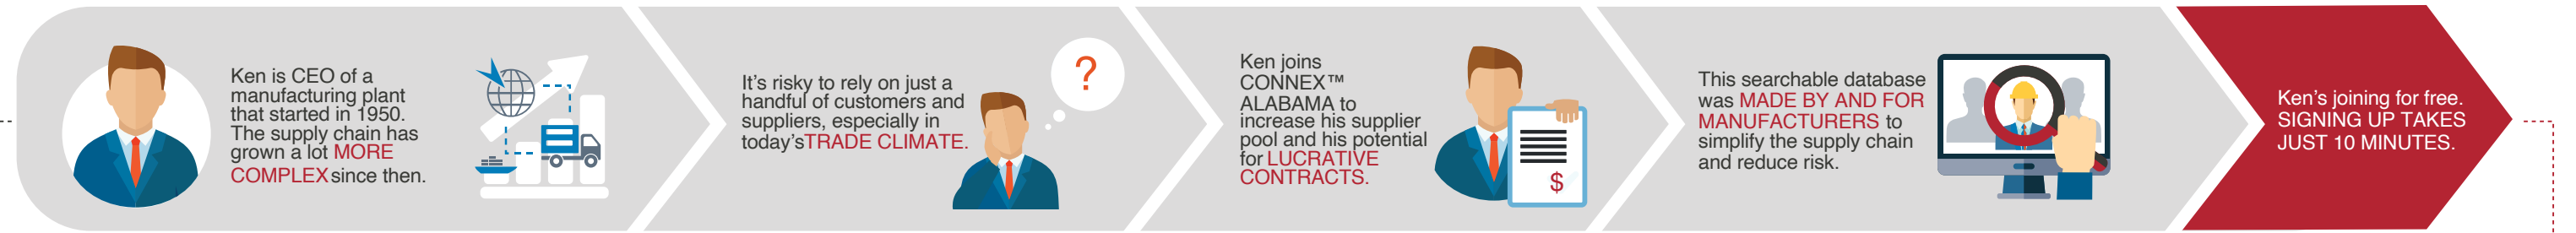 Ken is CEO of a
manufacturing plant
that started in 1950.
The supply chain has
grown a lot MORE
COMPLEX since then.
It's risky to rely on just a
handful of customers and
suppliers, especially in
today'sTRADE CLIMATE.
?
Ken joins
CONNEX™
ALABAMA to
increase his supplier
pool and his potential
for LUCRATIVE
CONTRACTS.
$
This searchable database
was MADE BY AND FOR
MANUFACTURERS to
simplify the supply chain
and reduce risk.
Ken's joining for free.
SIGNING UP TAKES
JUST 10 MINUTES.